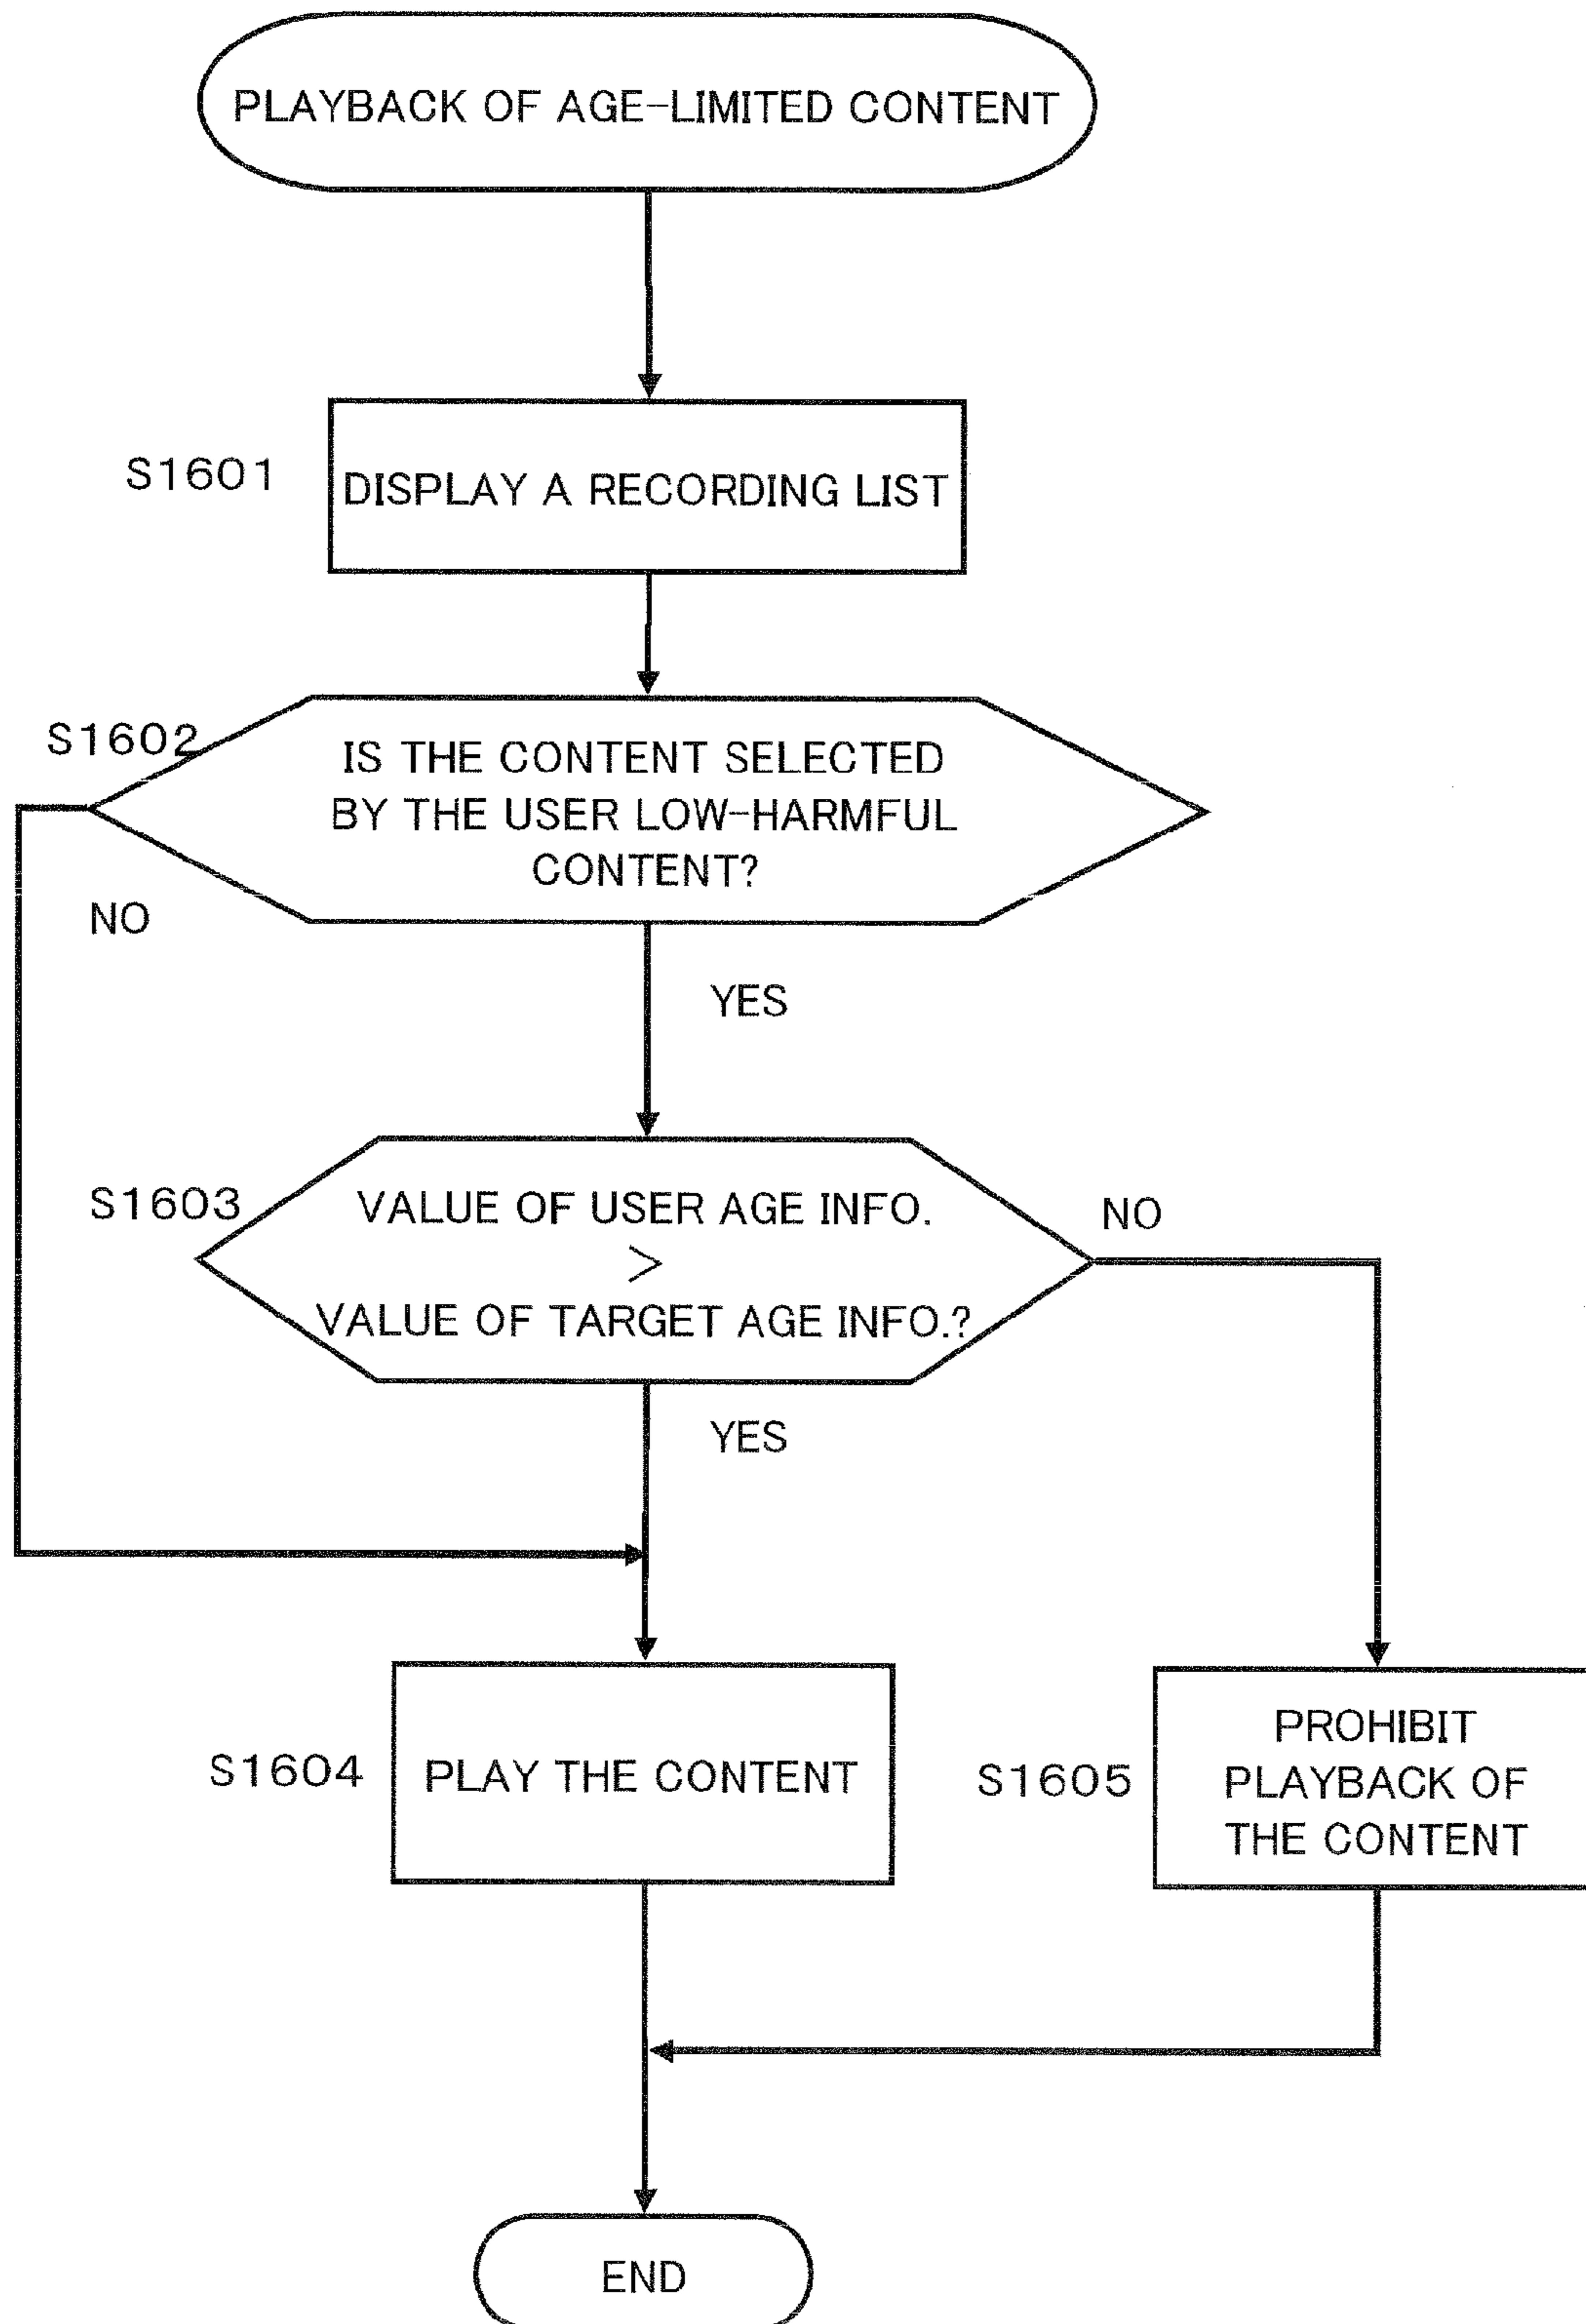 PLAYBACK OF AGE-LIMITED CONTENT
S1601
DISPLAY A RECORDING LIST
S1602
IS THE CONTENT SELECTED
BY THE USER LOW-HARMFUL
CONTENT?
NO
YES
S1603
VALUE OF USER AGE INFO.
>
VALUE OF TARGET AGE INFO.?
NO
YES
S1604
PLAY THE CONTENT
S1605
PROHIBIT
PLAYBACK OF
THE CONTENT
END